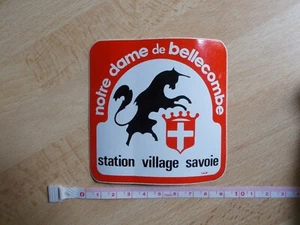 notre dame de bellecombe
station village savoie